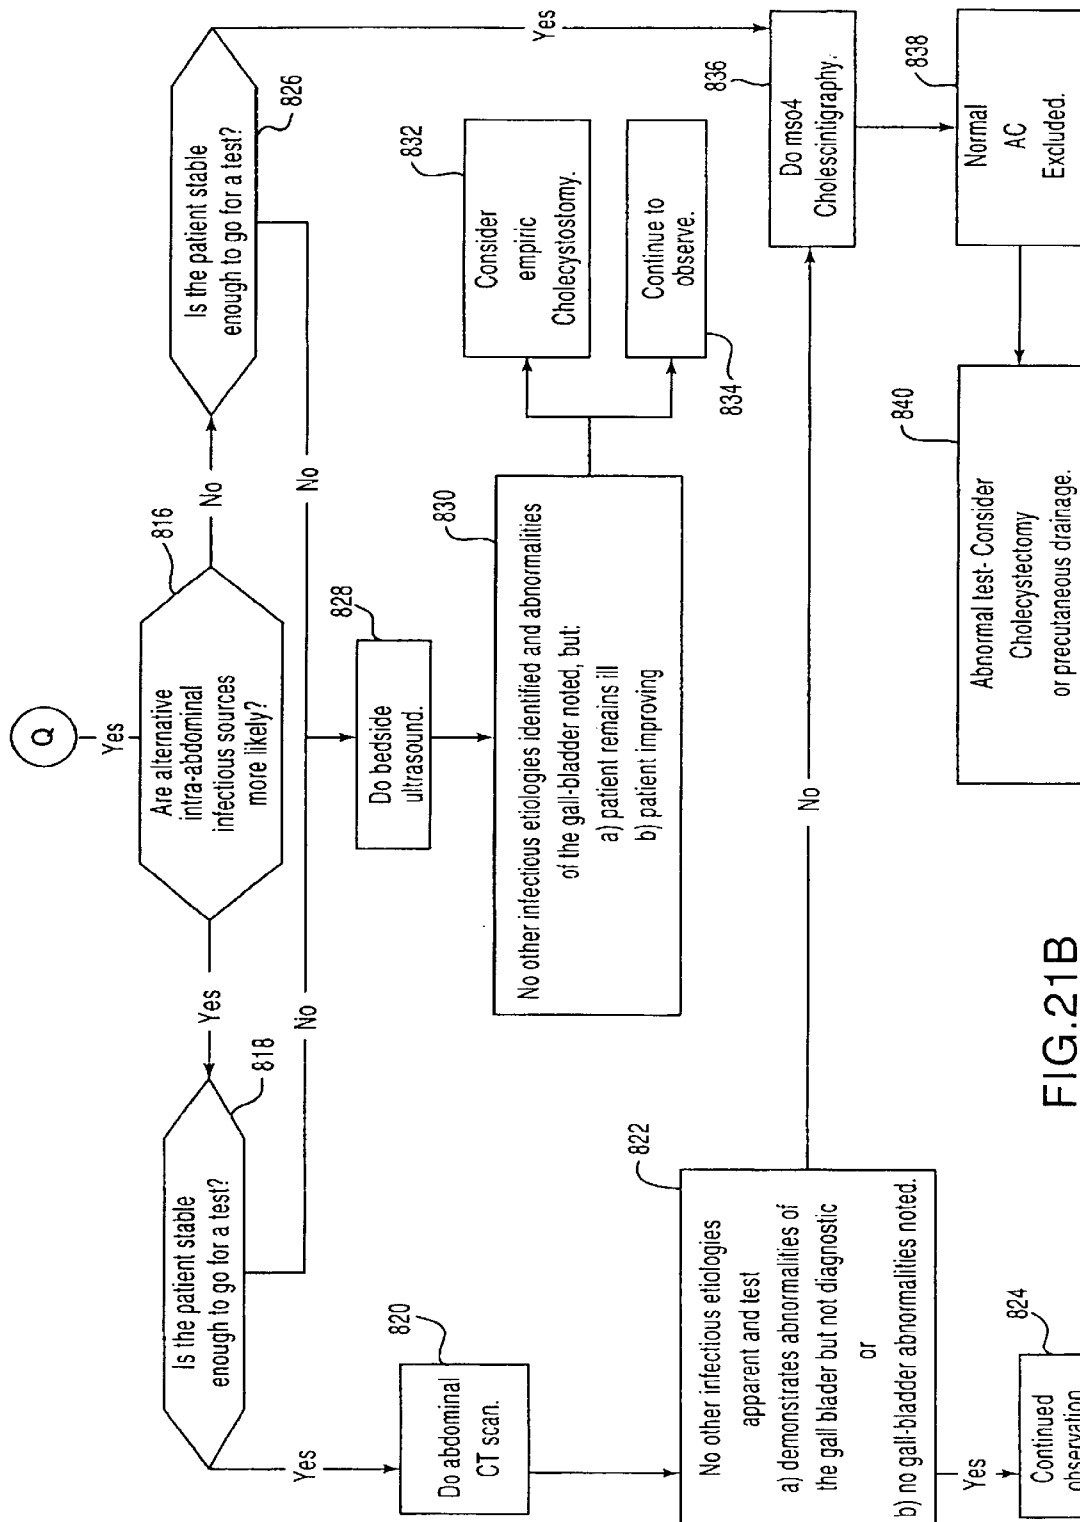 Q
Yes
816
Are alternative
intra-abdominal
infectious sources
more likely?
Yes
No
818
Is the patient stable
enough to go for a test?
826
Is the patient stable
enough to go for a test?
No
No
Yes
Yes
820
Do abdominal
CT scan.
828
Do bedside
ultrasound.
830
No other infectious etiologies identified and abnormalities
of the gall-bladder noted, but:
a) patient remains ill
b) patient improving
832
Consider
empiric
Cholecystostomy.
834
Continue to
observe.
822
No other infectious etiologies
apparent and test
a) demonstrates abnormalities of
the gall blader but not diagnostic
or
b) no gall-bladder abnormalities noted.
No
836
Do mso4
Cholescintigraphy.
Yes
824
Continued
observation
838
Normal
AC
Excluded.
840
Abnormal test- Consider
Cholecystectomy
or precutaneous drainage.
FIG.21B